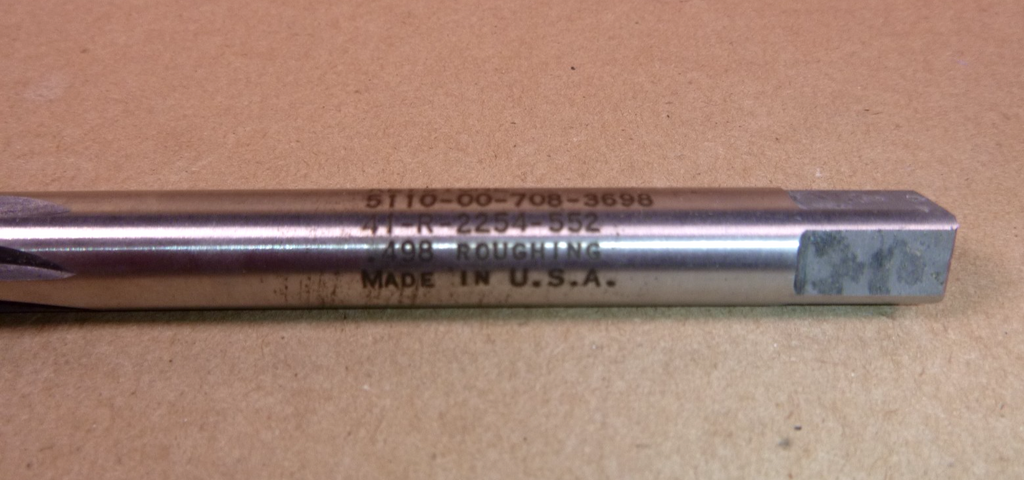 5110-00-708-3698
41-R-2254-552
.498 ROUGHING
MADE IN U.S.A.